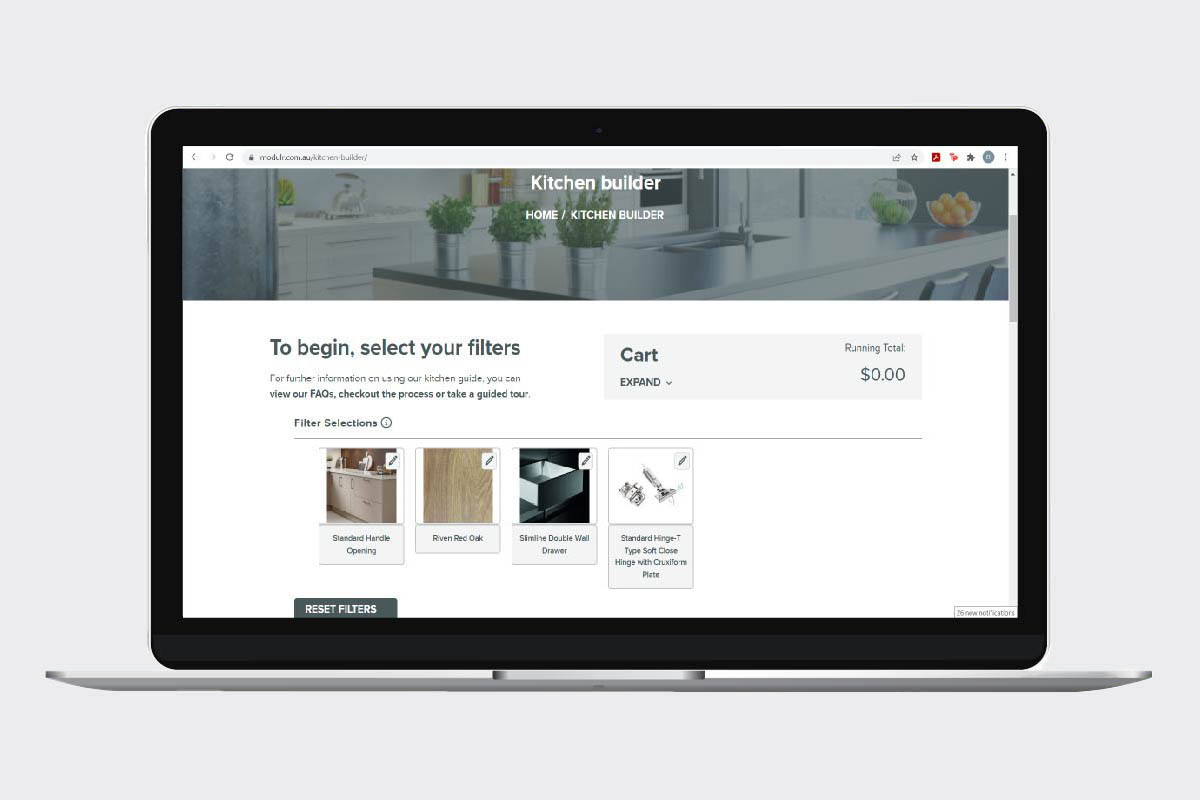 modulr.com.au/kitchen-builder/
Kitchen builder
HOME / KITCHEN BUILDER
To begin, select your filters
For further information on using our kitchen guide, you can
view our FAQs, checkout the process or take a guided tour.
Cart
EXPAND
Running Total:
$0.00
Filter Selections
Standard Handle
Opening
Riven Red Oak
Slimline Double Wall
Drawer
Standard Hinge-T
Type Soft Close
Hinge with Cruxiform
Plate
RESET FILTERS
26 new notifications